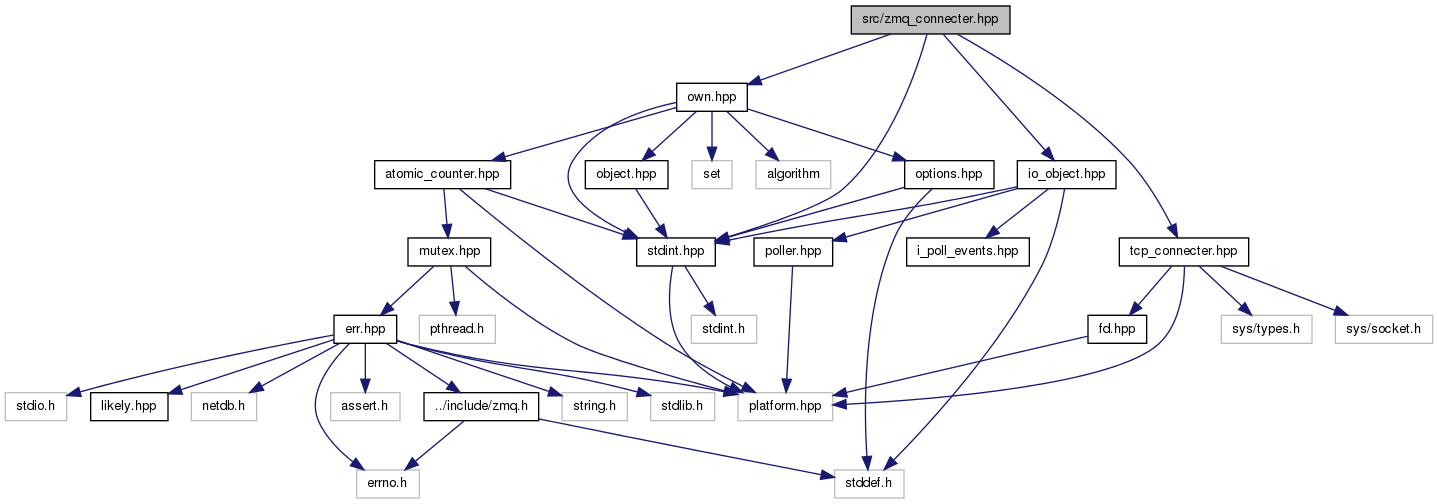 src/zmq_connecter.hpp
own.hpp
atomic_counter.hpp
object.hpp
set
algorithm
options.hpp
io_object.hpp
mutex.hpp
stdint.hpp
poller.hpp
i_poll_events.hpp
tcp_connecter.hpp
err.hpp
pthread.h
stdint.h
fd.hpp
sys/types.h
sys/socket.h
stdio.h
likely.hpp
netdb.h
assert.h
../include/zmq.h
string.h
stdlib.h
platform.hpp
errno.h
stddef.h